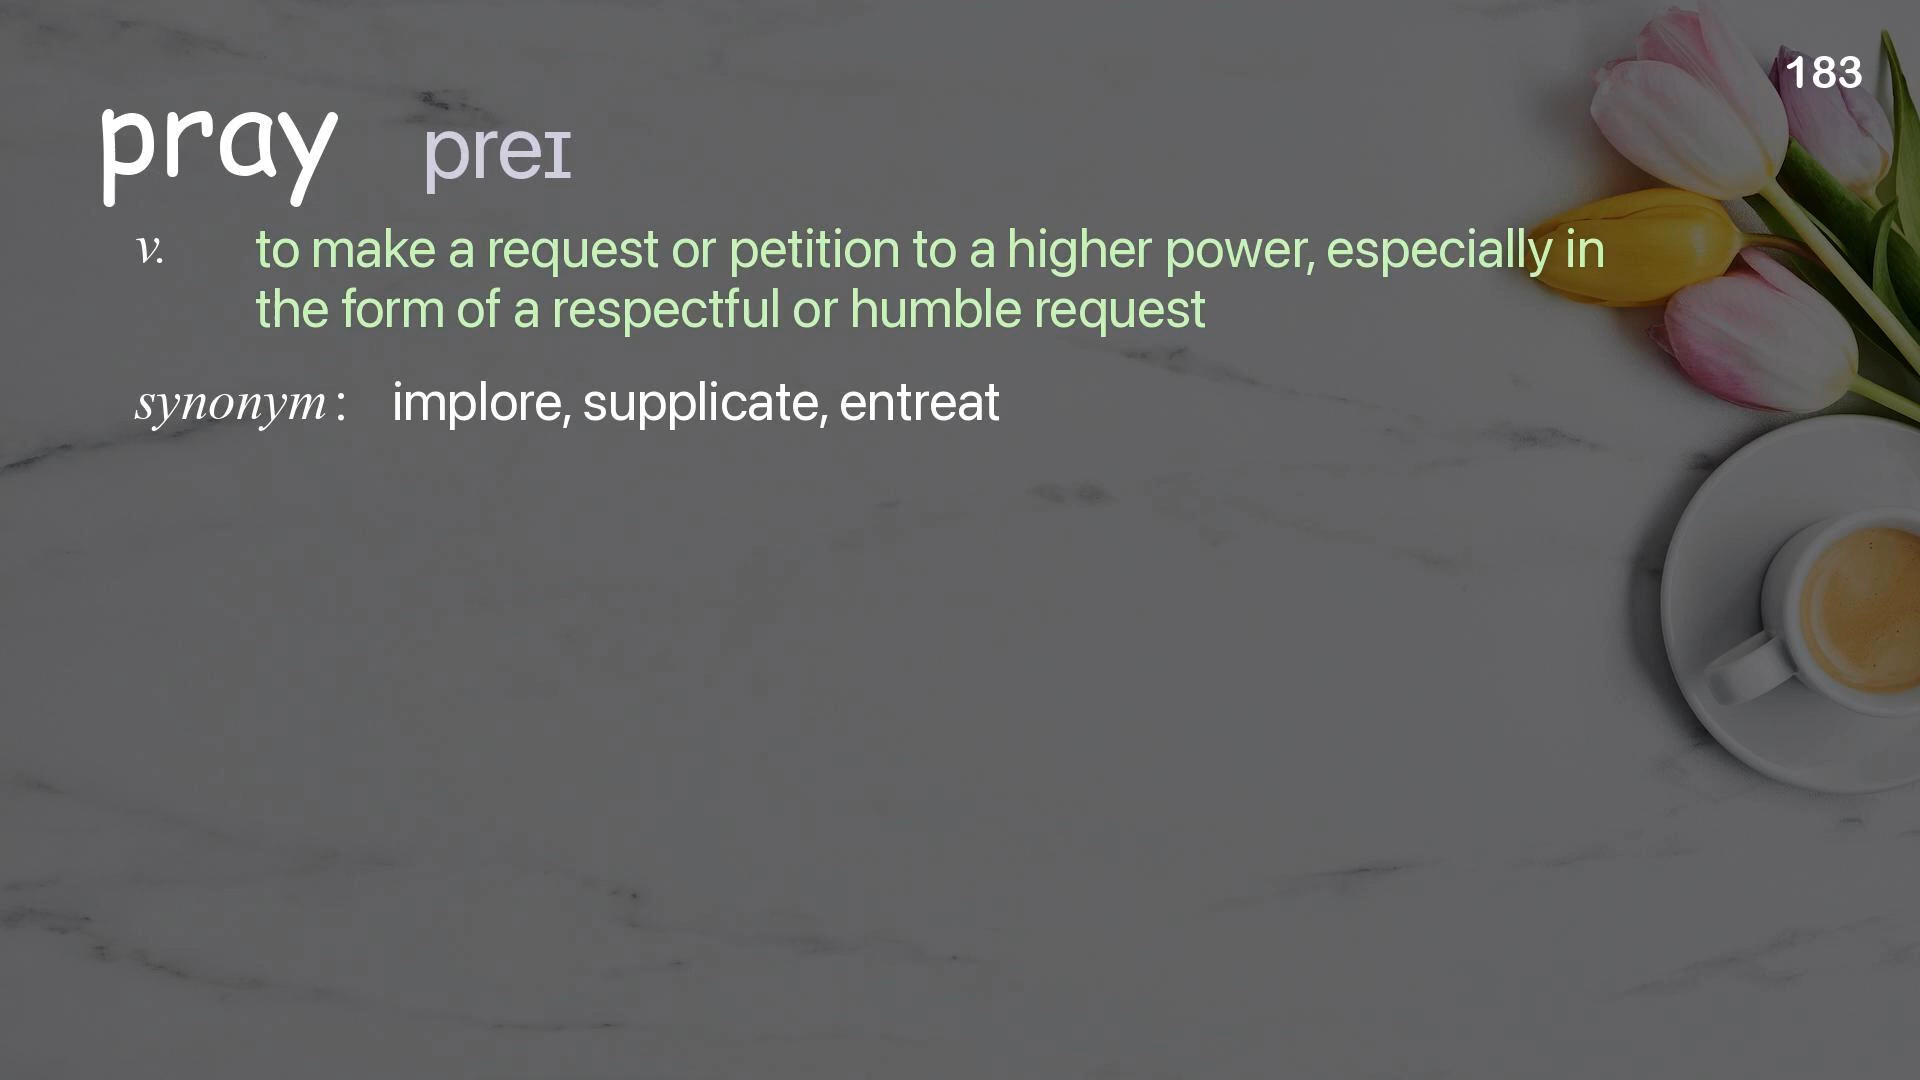 183
pray preɪ
v. to make a request or petition to a higher power, especially in
the form of a respectful or humble request
synonym : implore, supplicate, entreat